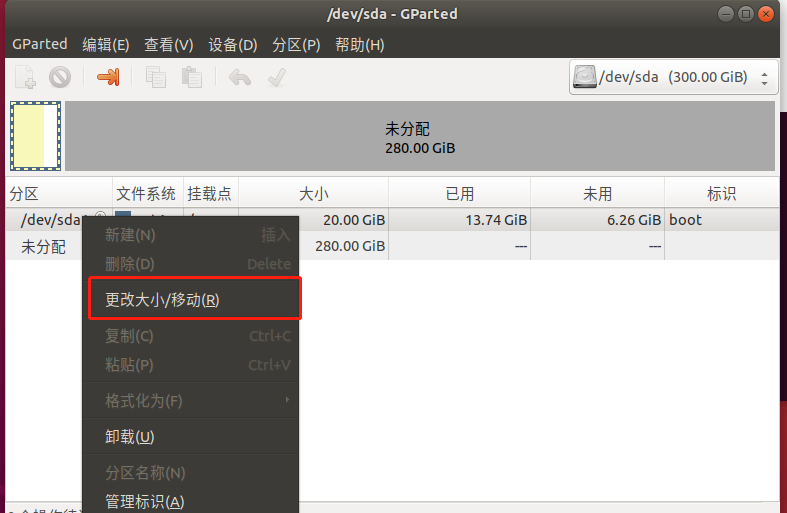 /dev/sda - GParted
GParted 编辑(E) 查看(V) 设备(D) 分区(P) 帮助(H)
/dev/sda (300.00 GiB)
未分配
280.00 GiB
分区 文件系统 挂载点 大小 已用 未用 标识
/dev/sda 20.00 GiB 13.74 GiB 6.26 GiB boot
未分配 280.00 GiB --- ---
新建(N) 插入
删除(D) Delete
更改大小/移动(R)
复制(C) Ctrl+C
粘贴(P) Ctrl+V
格式化为(F)
卸载(U)
分区名称(N)
管理标识(A)